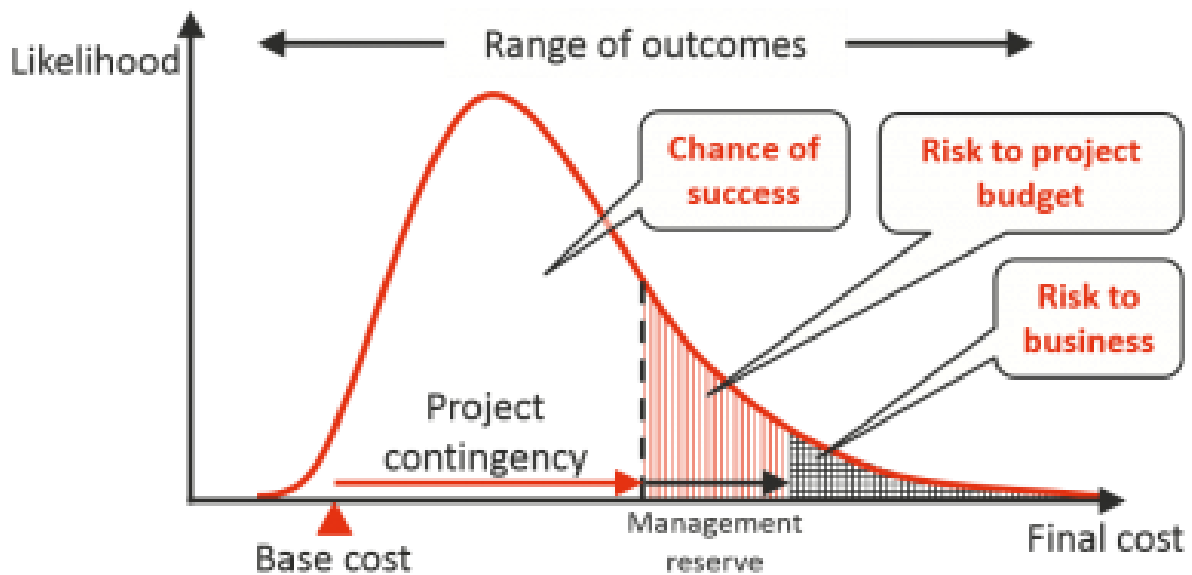 Range of outcomes
Likelihood
Chance of
success
Risk to project
budget
Risk to
business
Project
contingency
Management
reserve
Base cost
Final cost